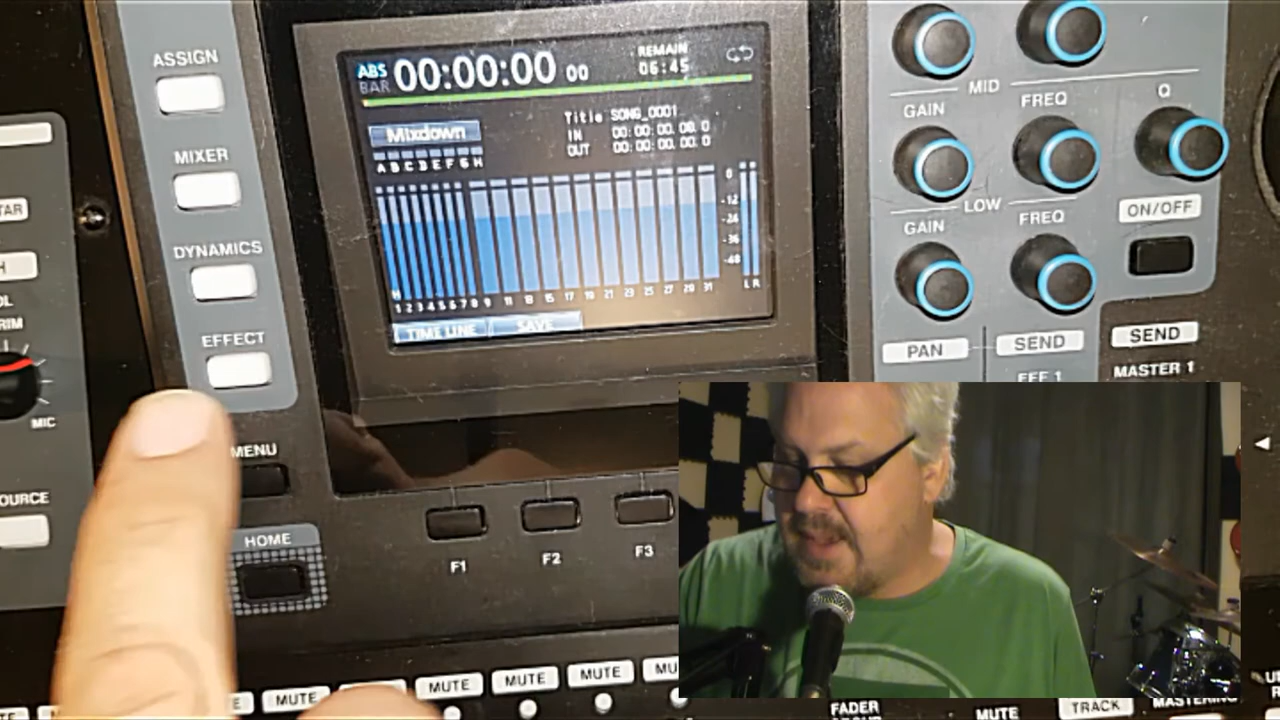 ASSIGN
MIXER
DYNAMICS
EFFECT
MENU
HOME
ABS
BAR
00:00:00 00
REMAIN
06:45
Mixdown
Title SONG_0001
IN 00:00:00.00.0
OUT 00:00:00.00.0
A B C D E F G H
0
-12
-24
-36
-48
1 2 3 4 5 6 7 8 9 11 13 15 17 19 21 23 25 27 29 31
L R
TIME LINE
SAVE
F1
F2
F3
MID
GAIN
FREQ
Q
LOW
GAIN
FREQ
ON/OFF
PAN
SEND
SEND
EFF 1
MASTER 1
MIC
MUTE
MUTE
MUTE
MUTE
FADER
MUTE
TRACK
MASTERING